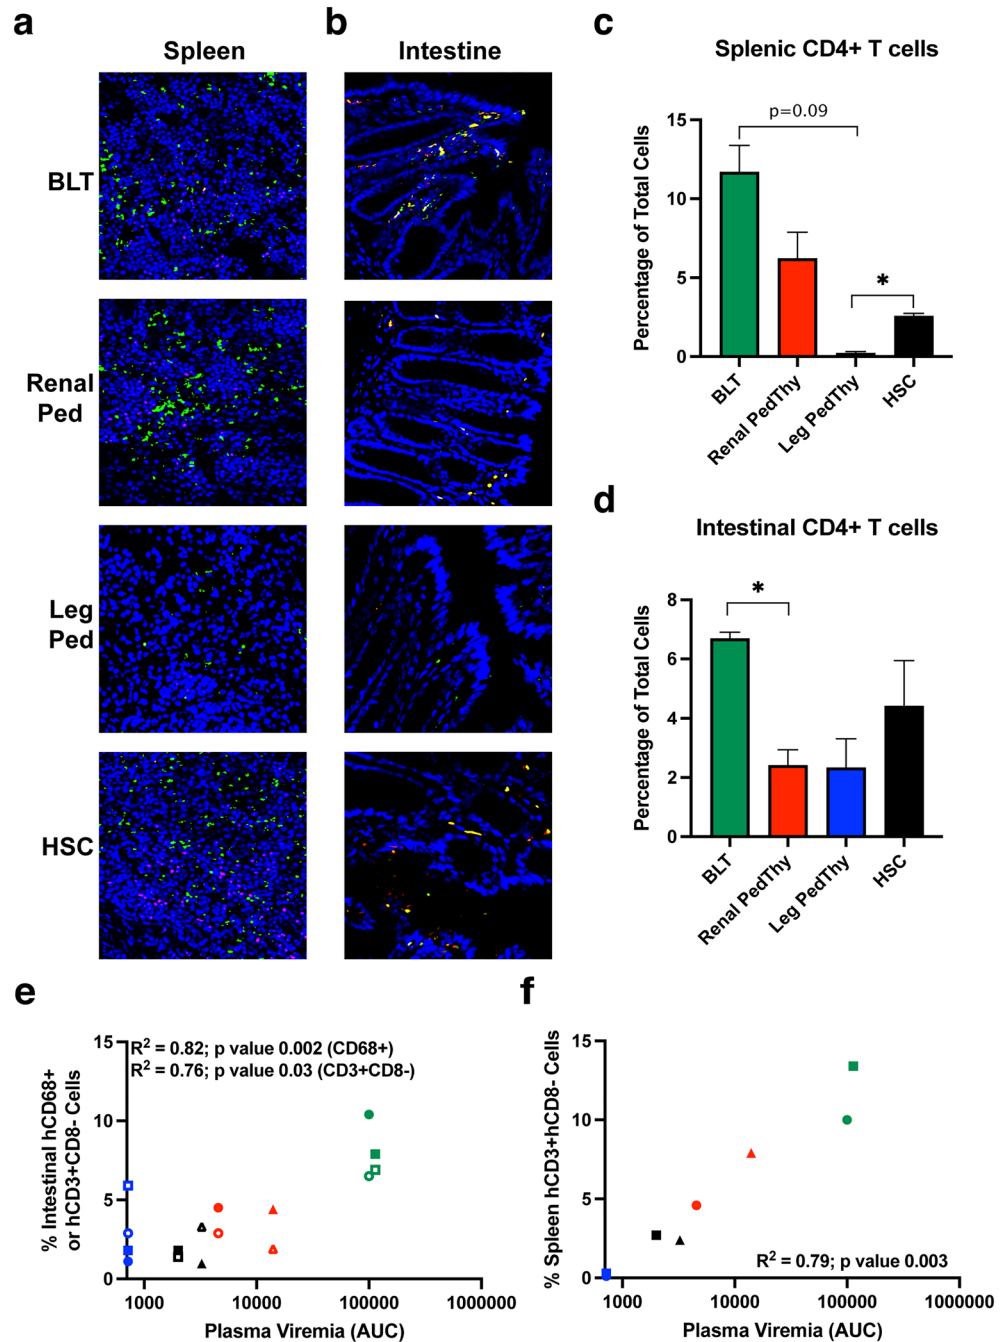 a
b
c
Spleen
Intestine
BLT
Renal
Ped
Leg
Ped
HSC
Splenic CD4+ T cells
p=0.09
*
15
10
5
0
Percentage of Total Cells
BLT
Renal PedThy
Leg PedThy
HSC
d
Intestinal CD4+ T cells
*
8
6
4
2
0
Percentage of Total Cells
BLT
Renal PedThy
Leg PedThy
HSC
e
R² = 0.82; p value 0.002 (CD68+)
R² = 0.76; p value 0.03 (CD3+CD8-)
15
10
5
0
% Intestinal hCD68+
or hCD3+CD8- Cells
1000
10000
100000
1000000
Plasma Viremia (AUC)
f
15
10
5
0
% Spleen hCD3+hCD8- Cells
R² = 0.79; p value 0.003
1000
10000
100000
1000000
Plasma Viremia (AUC)